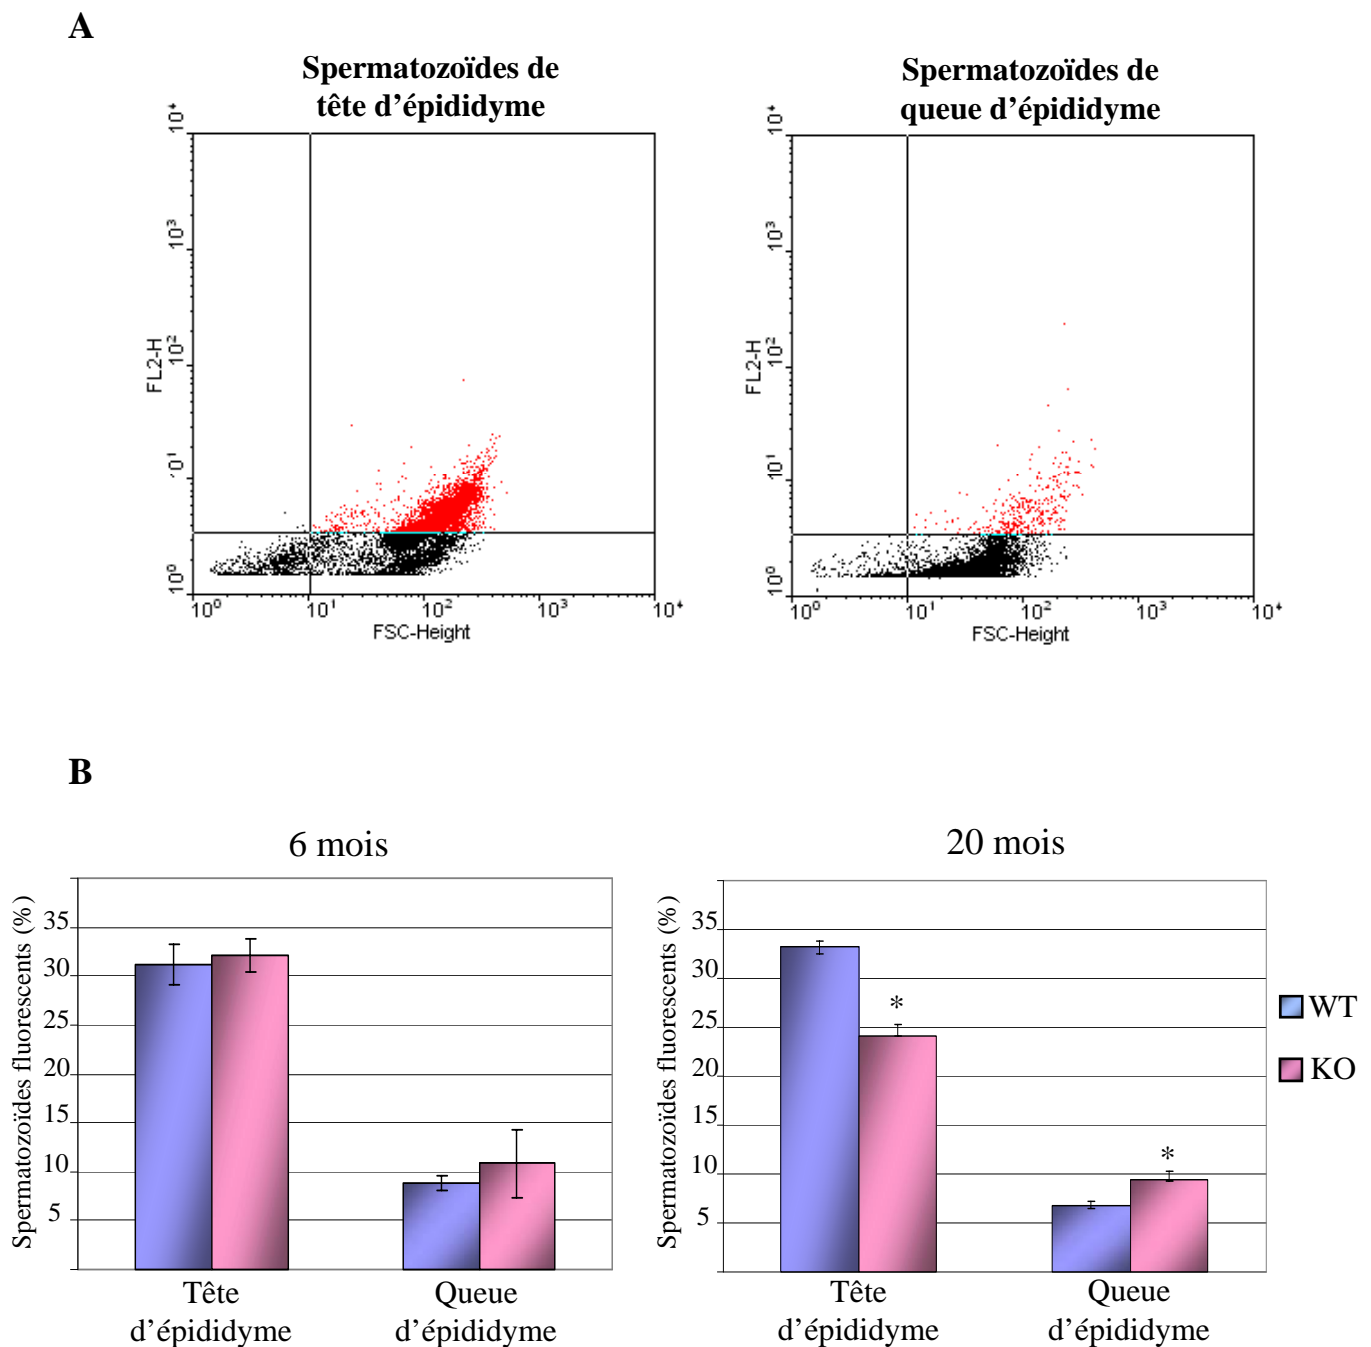 A
Spermatozoïdes de
tête d'épididyme
Spermatozoïdes de
queue d'épididyme
10⁴
10³
10²
10¹
10⁰
FL2-H
10⁰ 10¹ 10² 10³ 10⁴
FSC-Height
10⁴
10³
10²
10¹
10⁰
FL2-H
10⁰ 10¹ 10² 10³ 10⁴
FSC-Height
B
6 mois
Spermatozoïdes fluorescents (%)
35
30
25
20
15
10
5
Tête
d'épididyme
Queue
d'épididyme
20 mois
Spermatozoïdes fluorescents (%)
35
30
25
20
15
10
5
*
*
Tête
d'épididyme
Queue
d'épididyme
WT
KO